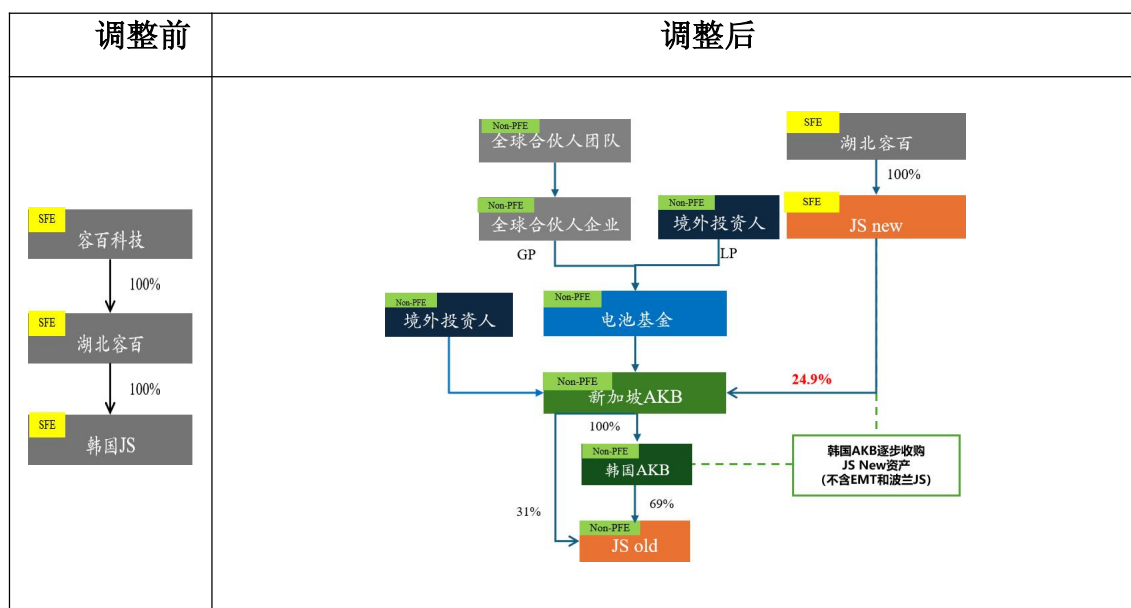 调整前
调整后
SFE
容百科技
100%
SFE
湖北容百
100%
SFE
韩国JS
Non-PFE
全球合伙人团队
SFE
湖北容百
100%
Non-PFE
全球合伙人企业
Non-PFE
境外投资人
SFE
JS new
GP
LP
Non-PFE
境外投资人
Non-PFE
电池基金
Non-PFE
新加坡AKB
24.9%
100%
Non-PFE
韩国AKB
韩国AKB逐步收购
JS New资产
（不含EMT和波兰JS）
31%
69%
Non-PFE
JS old